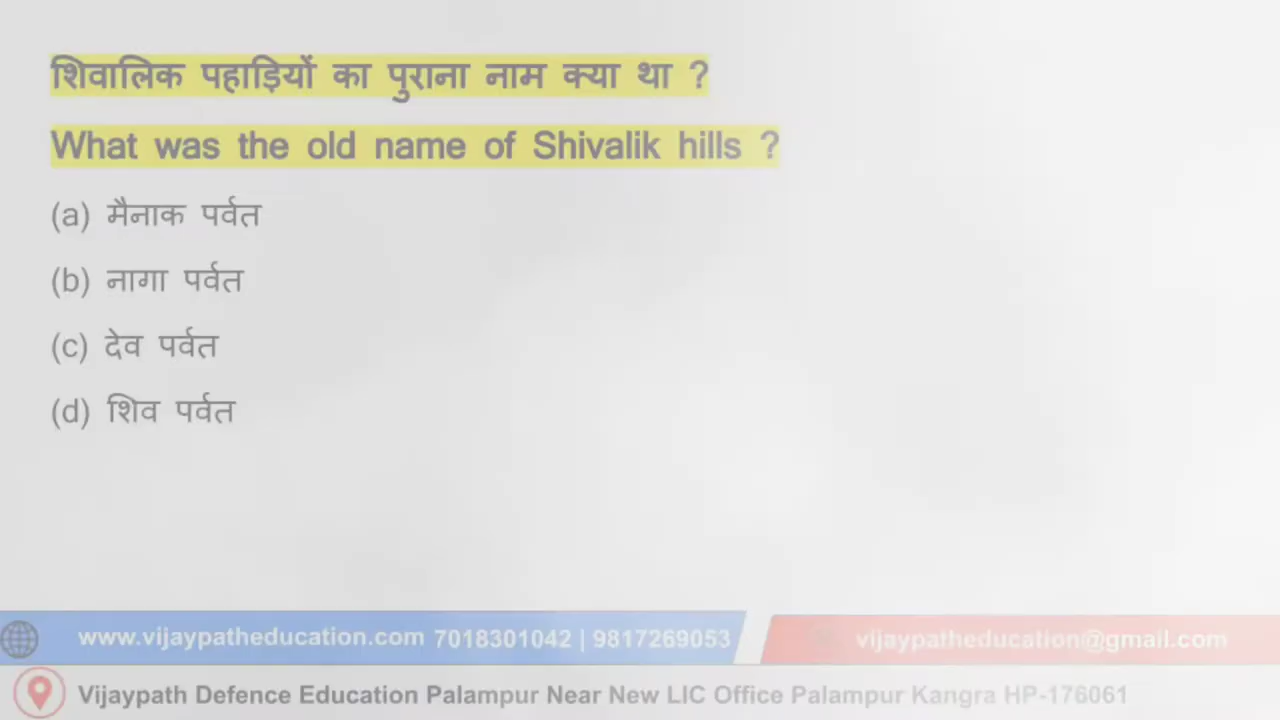 शिवालिक पहाड़ियों का पुराना नाम क्या था ?
What was the old name of Shivalik hills ?
(a) मैनाक पर्वत
(b) नागा पर्वत
(c) देव पर्वत
(d) शिव पर्वत
www.vijaypatheducation.com 7018301042 | 9817269053 vijaypatheducation@gmail.com
Vijaypath Defence Education Palampur Near New LIC Office Palampur Kangra HP-176061